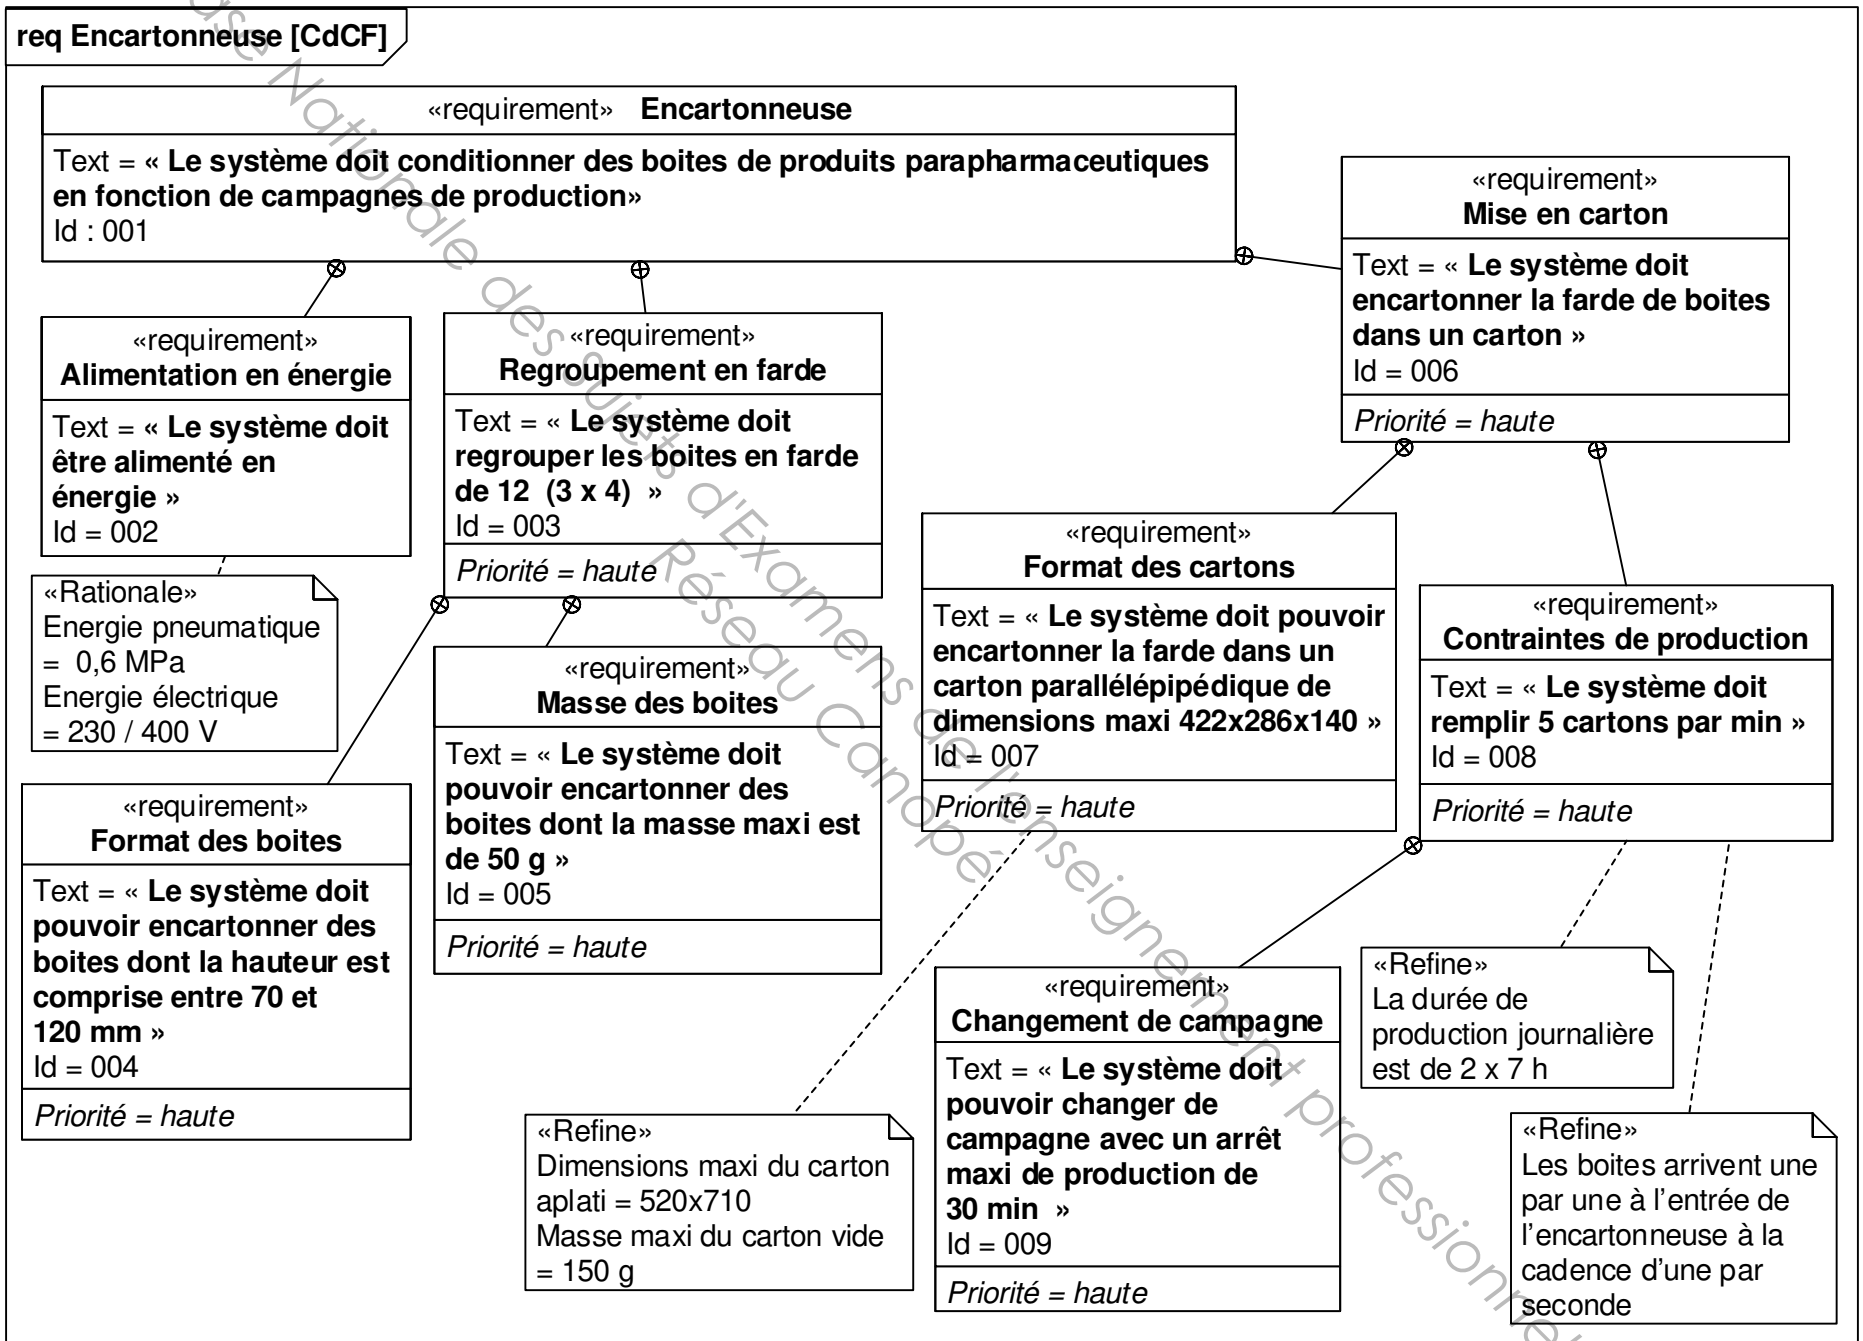 req Encartonneuse [CdCF]
«requirement» Encartonneuse
Text = « Le système doit conditionner des boites de produits parapharmaceutiques
en fonction de campagnes de production»
Id : 001
«requirement»
Mise en carton
Text = « Le système doit
encartonner la farde de boites
dans un carton »
Id = 006
Priorité = haute
«requirement»
Alimentation en énergie
Text = « Le système doit
être alimenté en
énergie »
Id = 002
«Rationale»
Energie pneumatique
= 0,6 MPa
Energie électrique
= 230 / 400 V
«requirement»
Regroupement en farde
Text = « Le système doit
regrouper les boites en farde
de 12 (3 x 4) »
Id = 003
Priorité = haute
«requirement»
Format des boites
Text = « Le système doit
pouvoir encartonner des
boites dont la hauteur est
comprise entre 70 et
120 mm »
Id = 004
Priorité = haute
«requirement»
Masse des boites
Text = « Le système doit
pouvoir encartonner des
boites dont la masse maxi est
de 50 g »
Id = 005
Priorité = haute
«requirement»
Format des cartons
Text = « Le système doit pouvoir
encartonner la farde dans un
carton parallélépipédique de
dimensions maxi 422x286x140 »
Id = 007
Priorité = haute
«requirement»
Contraintes de production
Text = « Le système doit
remplir 5 cartons par min »
Id = 008
Priorité = haute
«Refine»
Dimensions maxi du carton
aplati = 520x710
Masse maxi du carton vide
= 150 g
«requirement»
Changement de campagne
Text = « Le système doit
pouvoir changer de
campagne avec un arrêt
maxi de production de
30 min »
Id = 009
Priorité = haute
«Refine»
La durée de
production journalière
est de 2 x 7 h
«Refine»
Les boites arrivent une
par une à l'entrée de
l'encartonneuse à la
cadence d'une par
seconde
Nationale des Sujets d'Examens de l'enseignement
Réseau Canopé